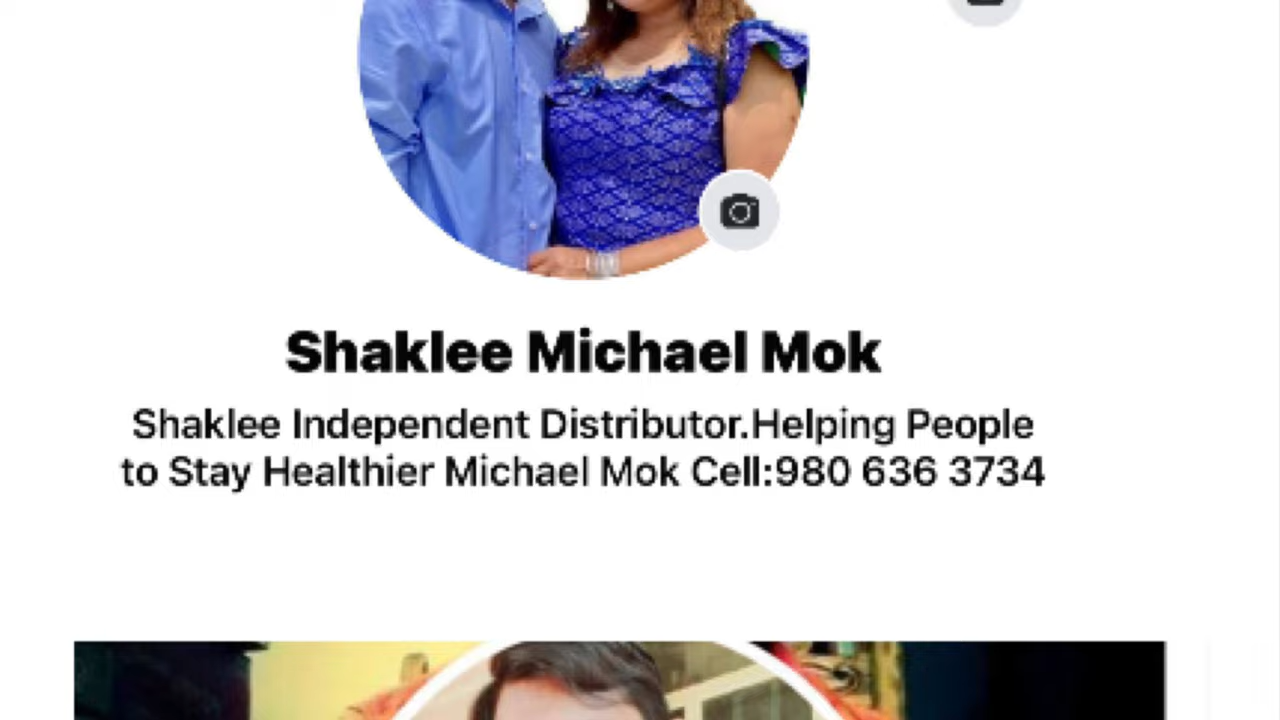 Shaklee Michael Mok
Shaklee Independent Distributor.Helping People
to Stay Healthier Michael Mok Cell:980 636 3734